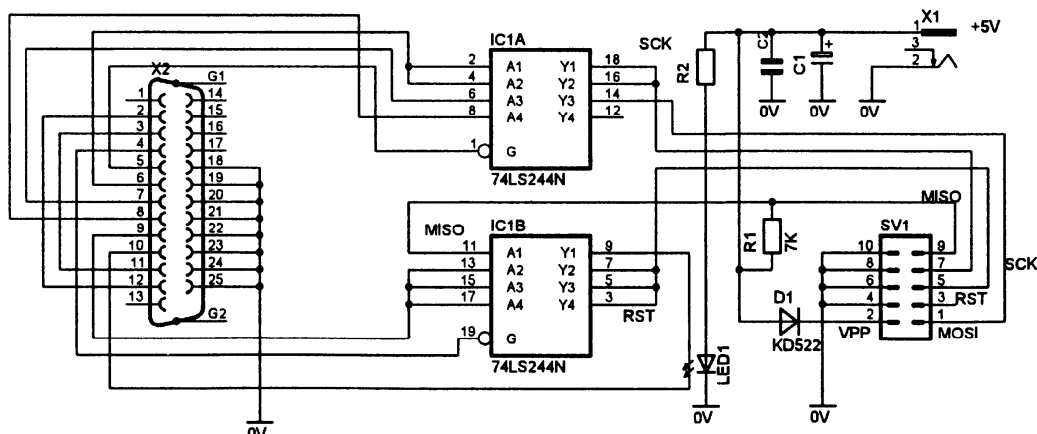 X2
G1
1
2
3
4
5
6
7
8
9
10
11
12
13
14
15
16
17
18
19
20
21
22
23
24
25
G2
0V
IC1A
2 A1 Y1 18
4 A2 Y2 16
6 A3 Y3 14
8 A4 Y4 12
1 G
74LS244N
SCK
MISO
IC1B
11 A1 Y1 9
13 A2 Y2 7
15 A3 Y3 5
17 A4 Y4 3
RST
19 G
74LS244N
R2
LED1
0V
C2
C1
+
0V
0V
0V
X1
1
3
2
+5V
R1
7K
D1
KD522
VPP
0V
MISO
SV1
10 9
8 7
6 5
4 3
2 1
SCK
RST
MOSI